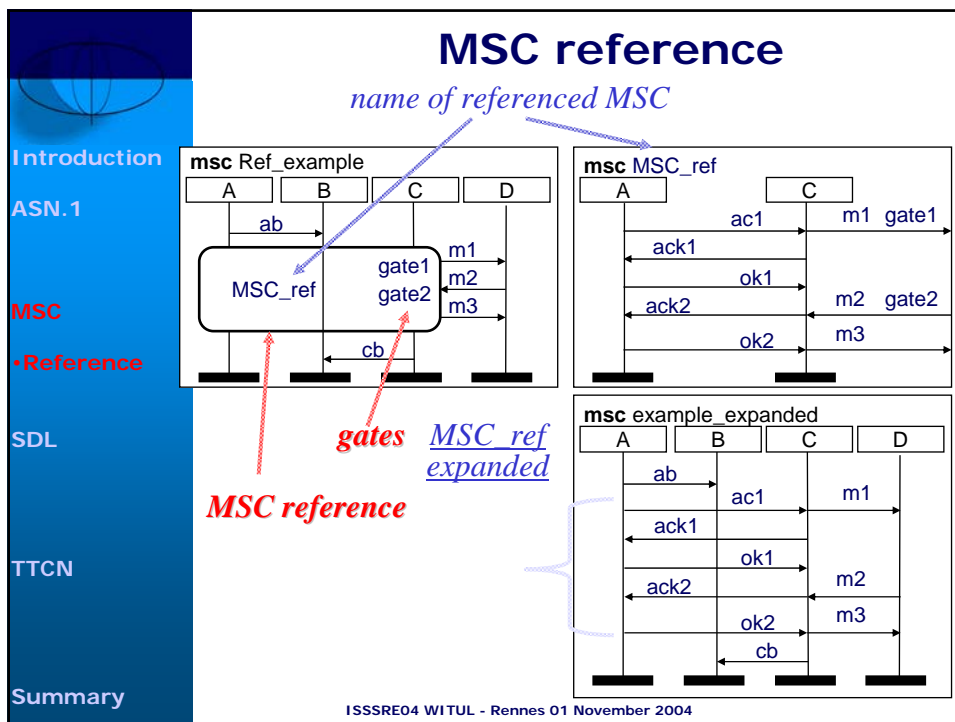 MSC reference
name of referenced MSC
Introduction
ASN.1
MSC
•Reference
SDL
TTCN
Summary
msc Ref_example
A B C D
ab
MSC_ref
gate1
gate2
m1
m2
m3
cb
gates
MSC reference
MSC_ref
expanded
msc MSC_ref
A C
ac1 m1 gate1
ack1
ok1
ack2 m2 gate2
ok2 m3
msc example_expanded
A B C D
ab
ac1 m1
ack1
ok1
ack2 m2
ok2 m3
cb
ISSSRE04 WITUL - Rennes 01 November 2004